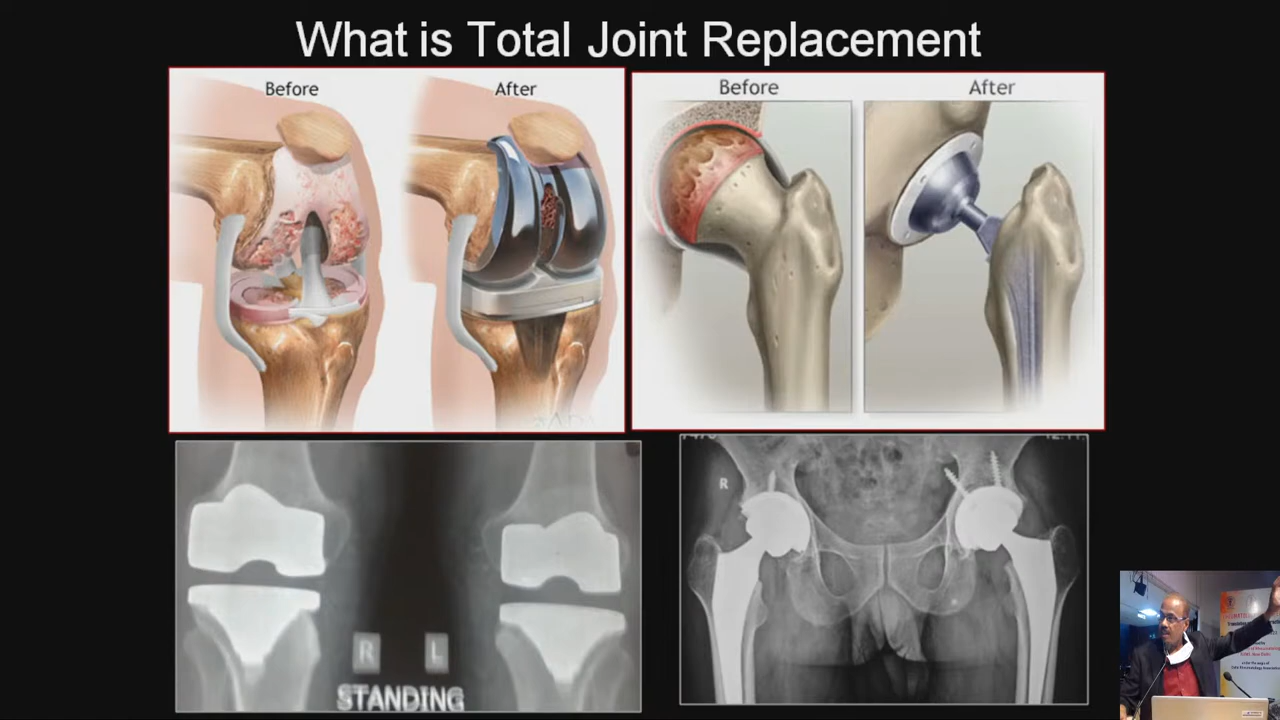 What is Total Joint Replacement
Before
After
Before
After
R
R
L
STANDING